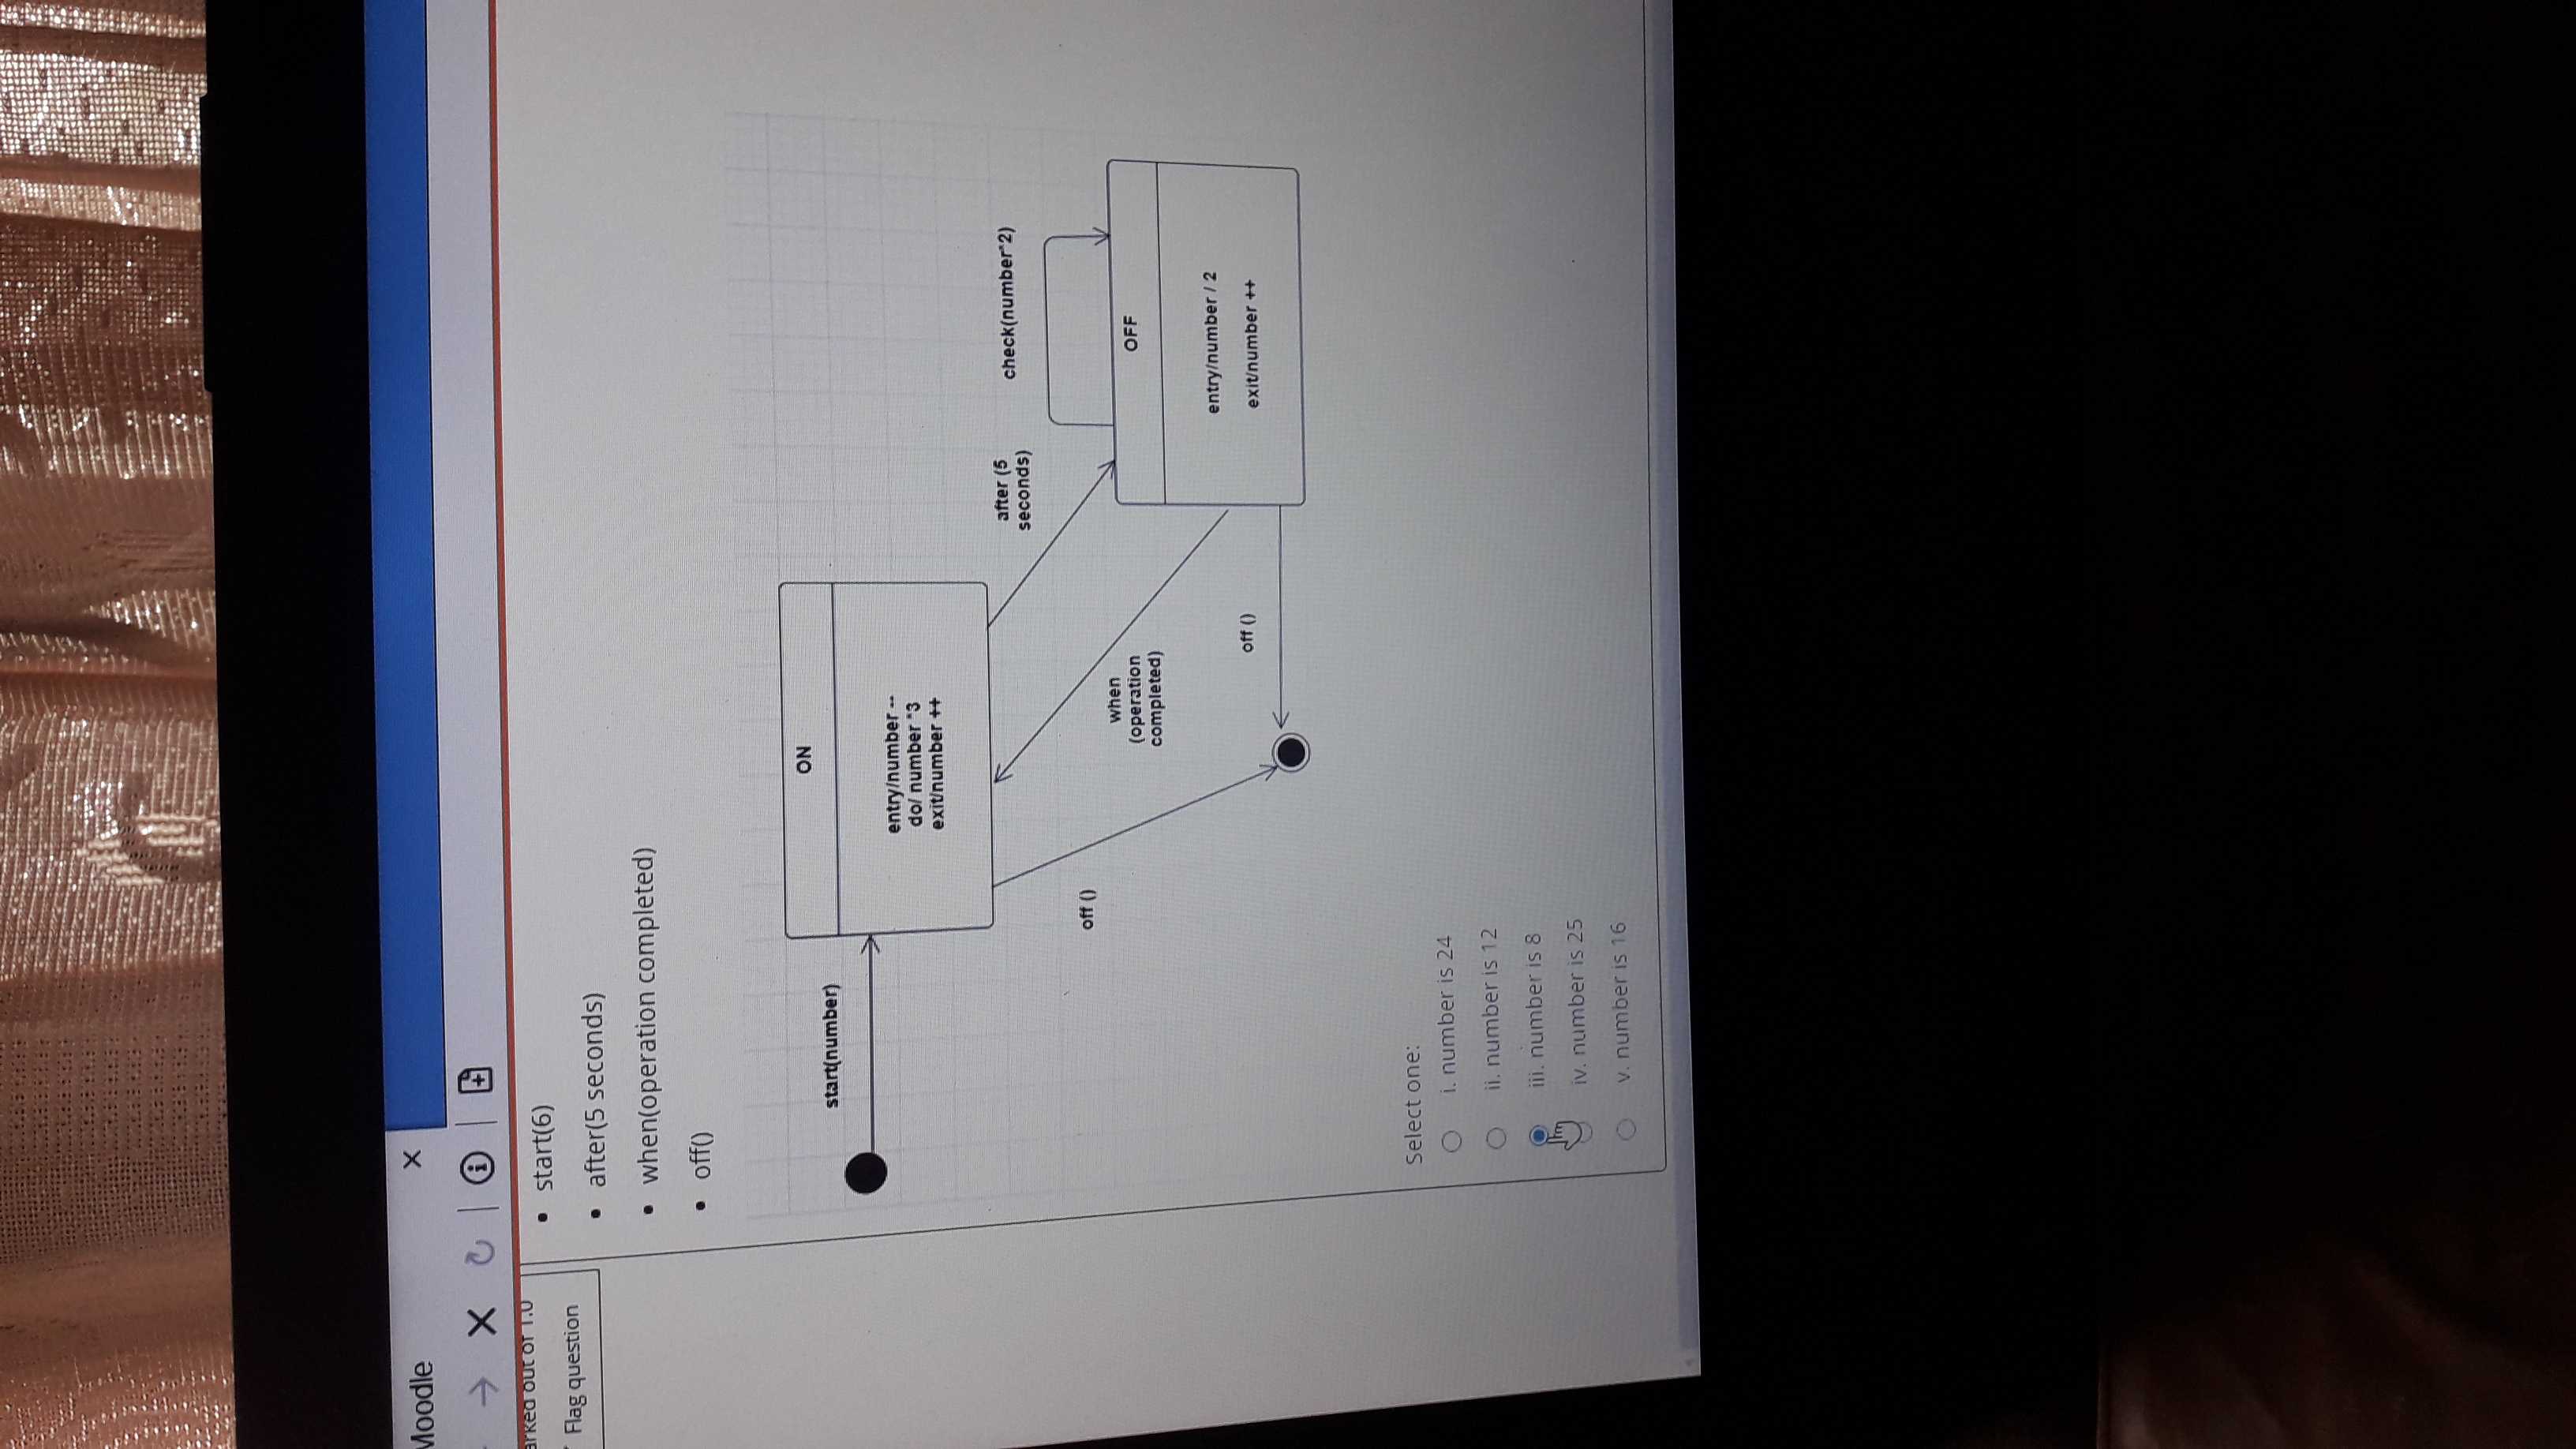 Moodle
arked out of 1.0
Flag question
• start(6)
• after(5 seconds)
• when(operation completed)
• off()
ON
start(number)
entry/number --
do/ number *3
exit/number ++
after (5
seconds)
check(number*2)
off ()
when
(operation
completed)
OFF
entry/number / 2
exit/number ++
off ()
Select one:
i. number is 24
ii. number is 12
iii. number is 8
iv. number is 25
v. number is 16